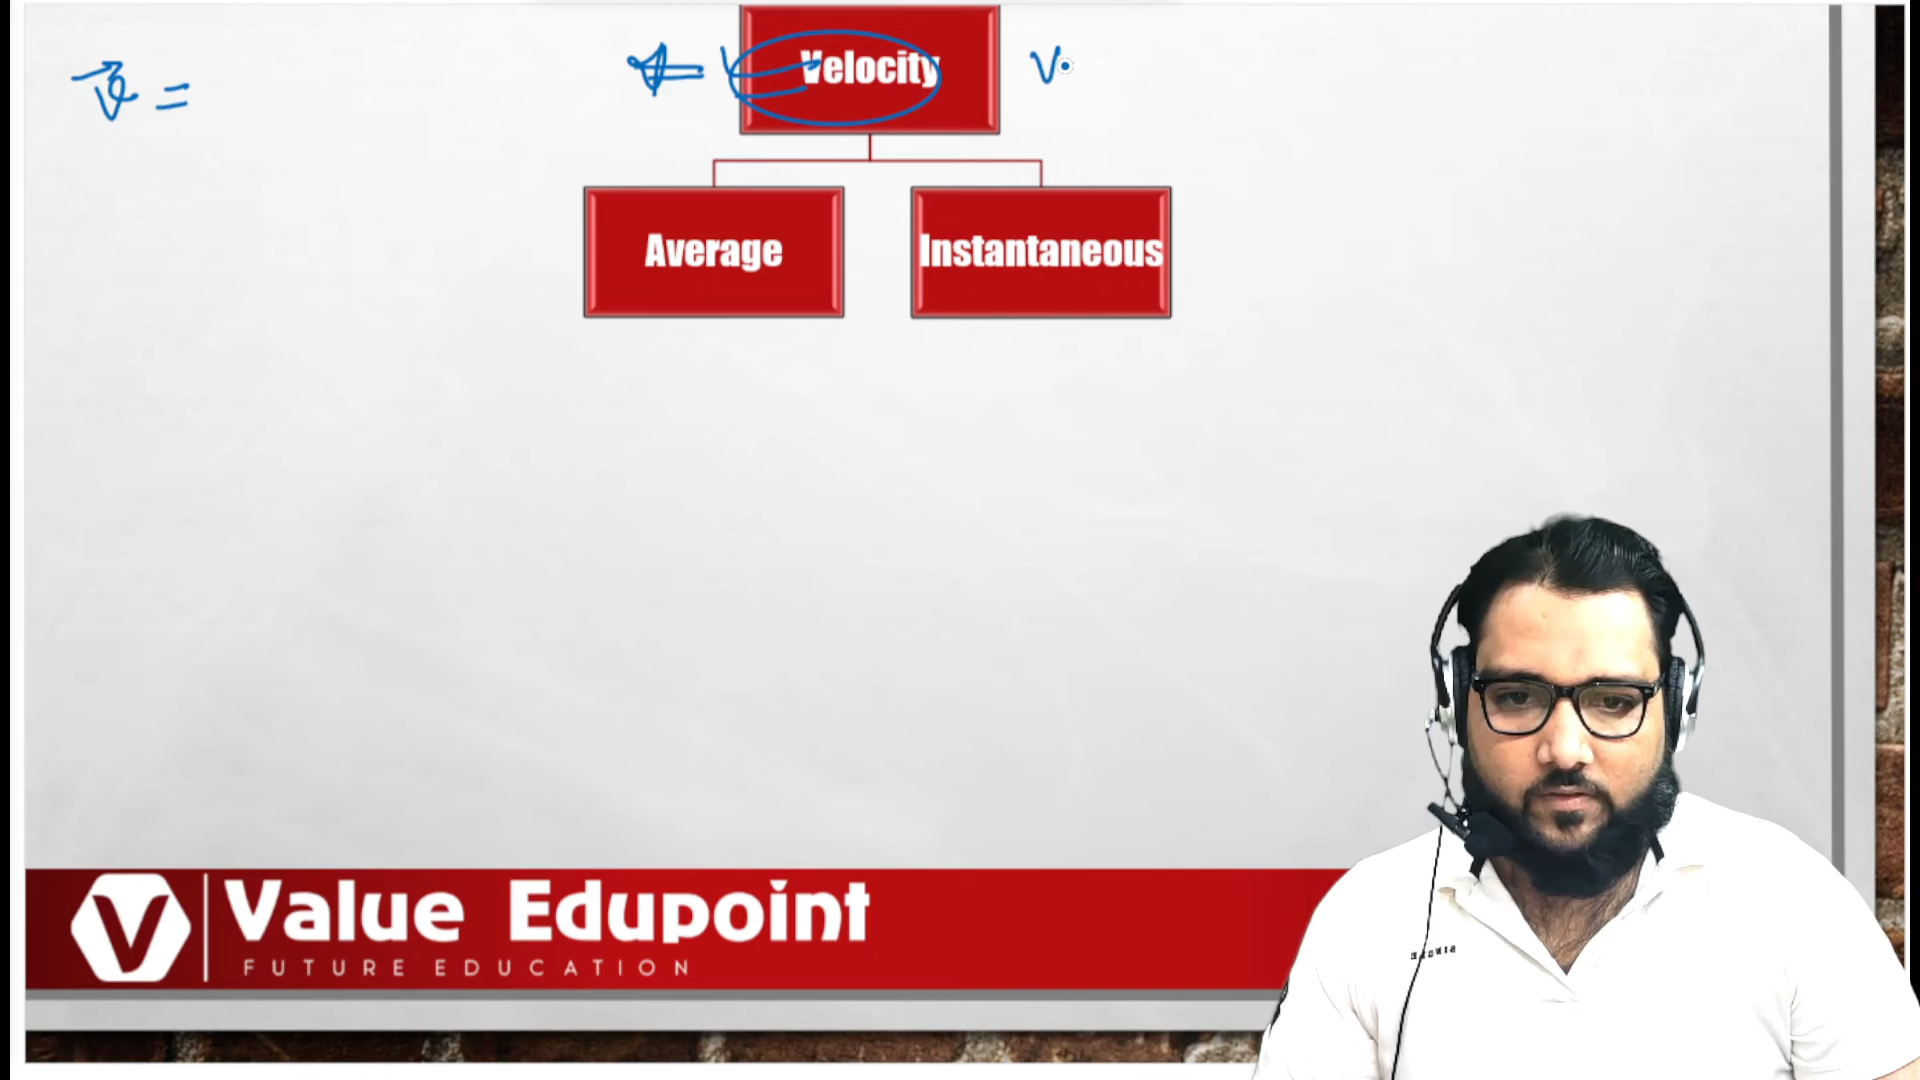 Velocity
V
v⃗ =
Average
Instantaneous
Value Edupoint
FUTURE EDUCATION